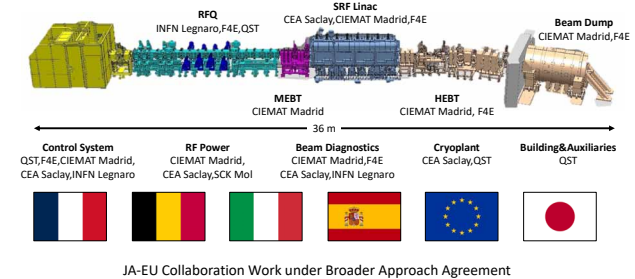 SRF Linac
CEA Saclay,CIEMAT Madrid,F4E
RFQ
INFN Legnaro,F4E,QST
Beam Dump
CIEMAT Madrid,F4E
MEBT
CIEMAT Madrid
HEBT
CIEMAT Madrid, F4E
36 m
Control System
QST,F4E,CIEMAT Madrid,
CEA Saclay,INFN Legnaro
RF Power
CIEMAT Madrid,
CEA Saclay,SCK Mol
Beam Diagnostics
CIEMAT Madrid,F4E
CEA Saclay,INFN Legnaro
Cryoplant
CEA Saclay,QST
Building&Auxiliaries
QST
JA-EU Collaboration Work under Broader Approach Agreement